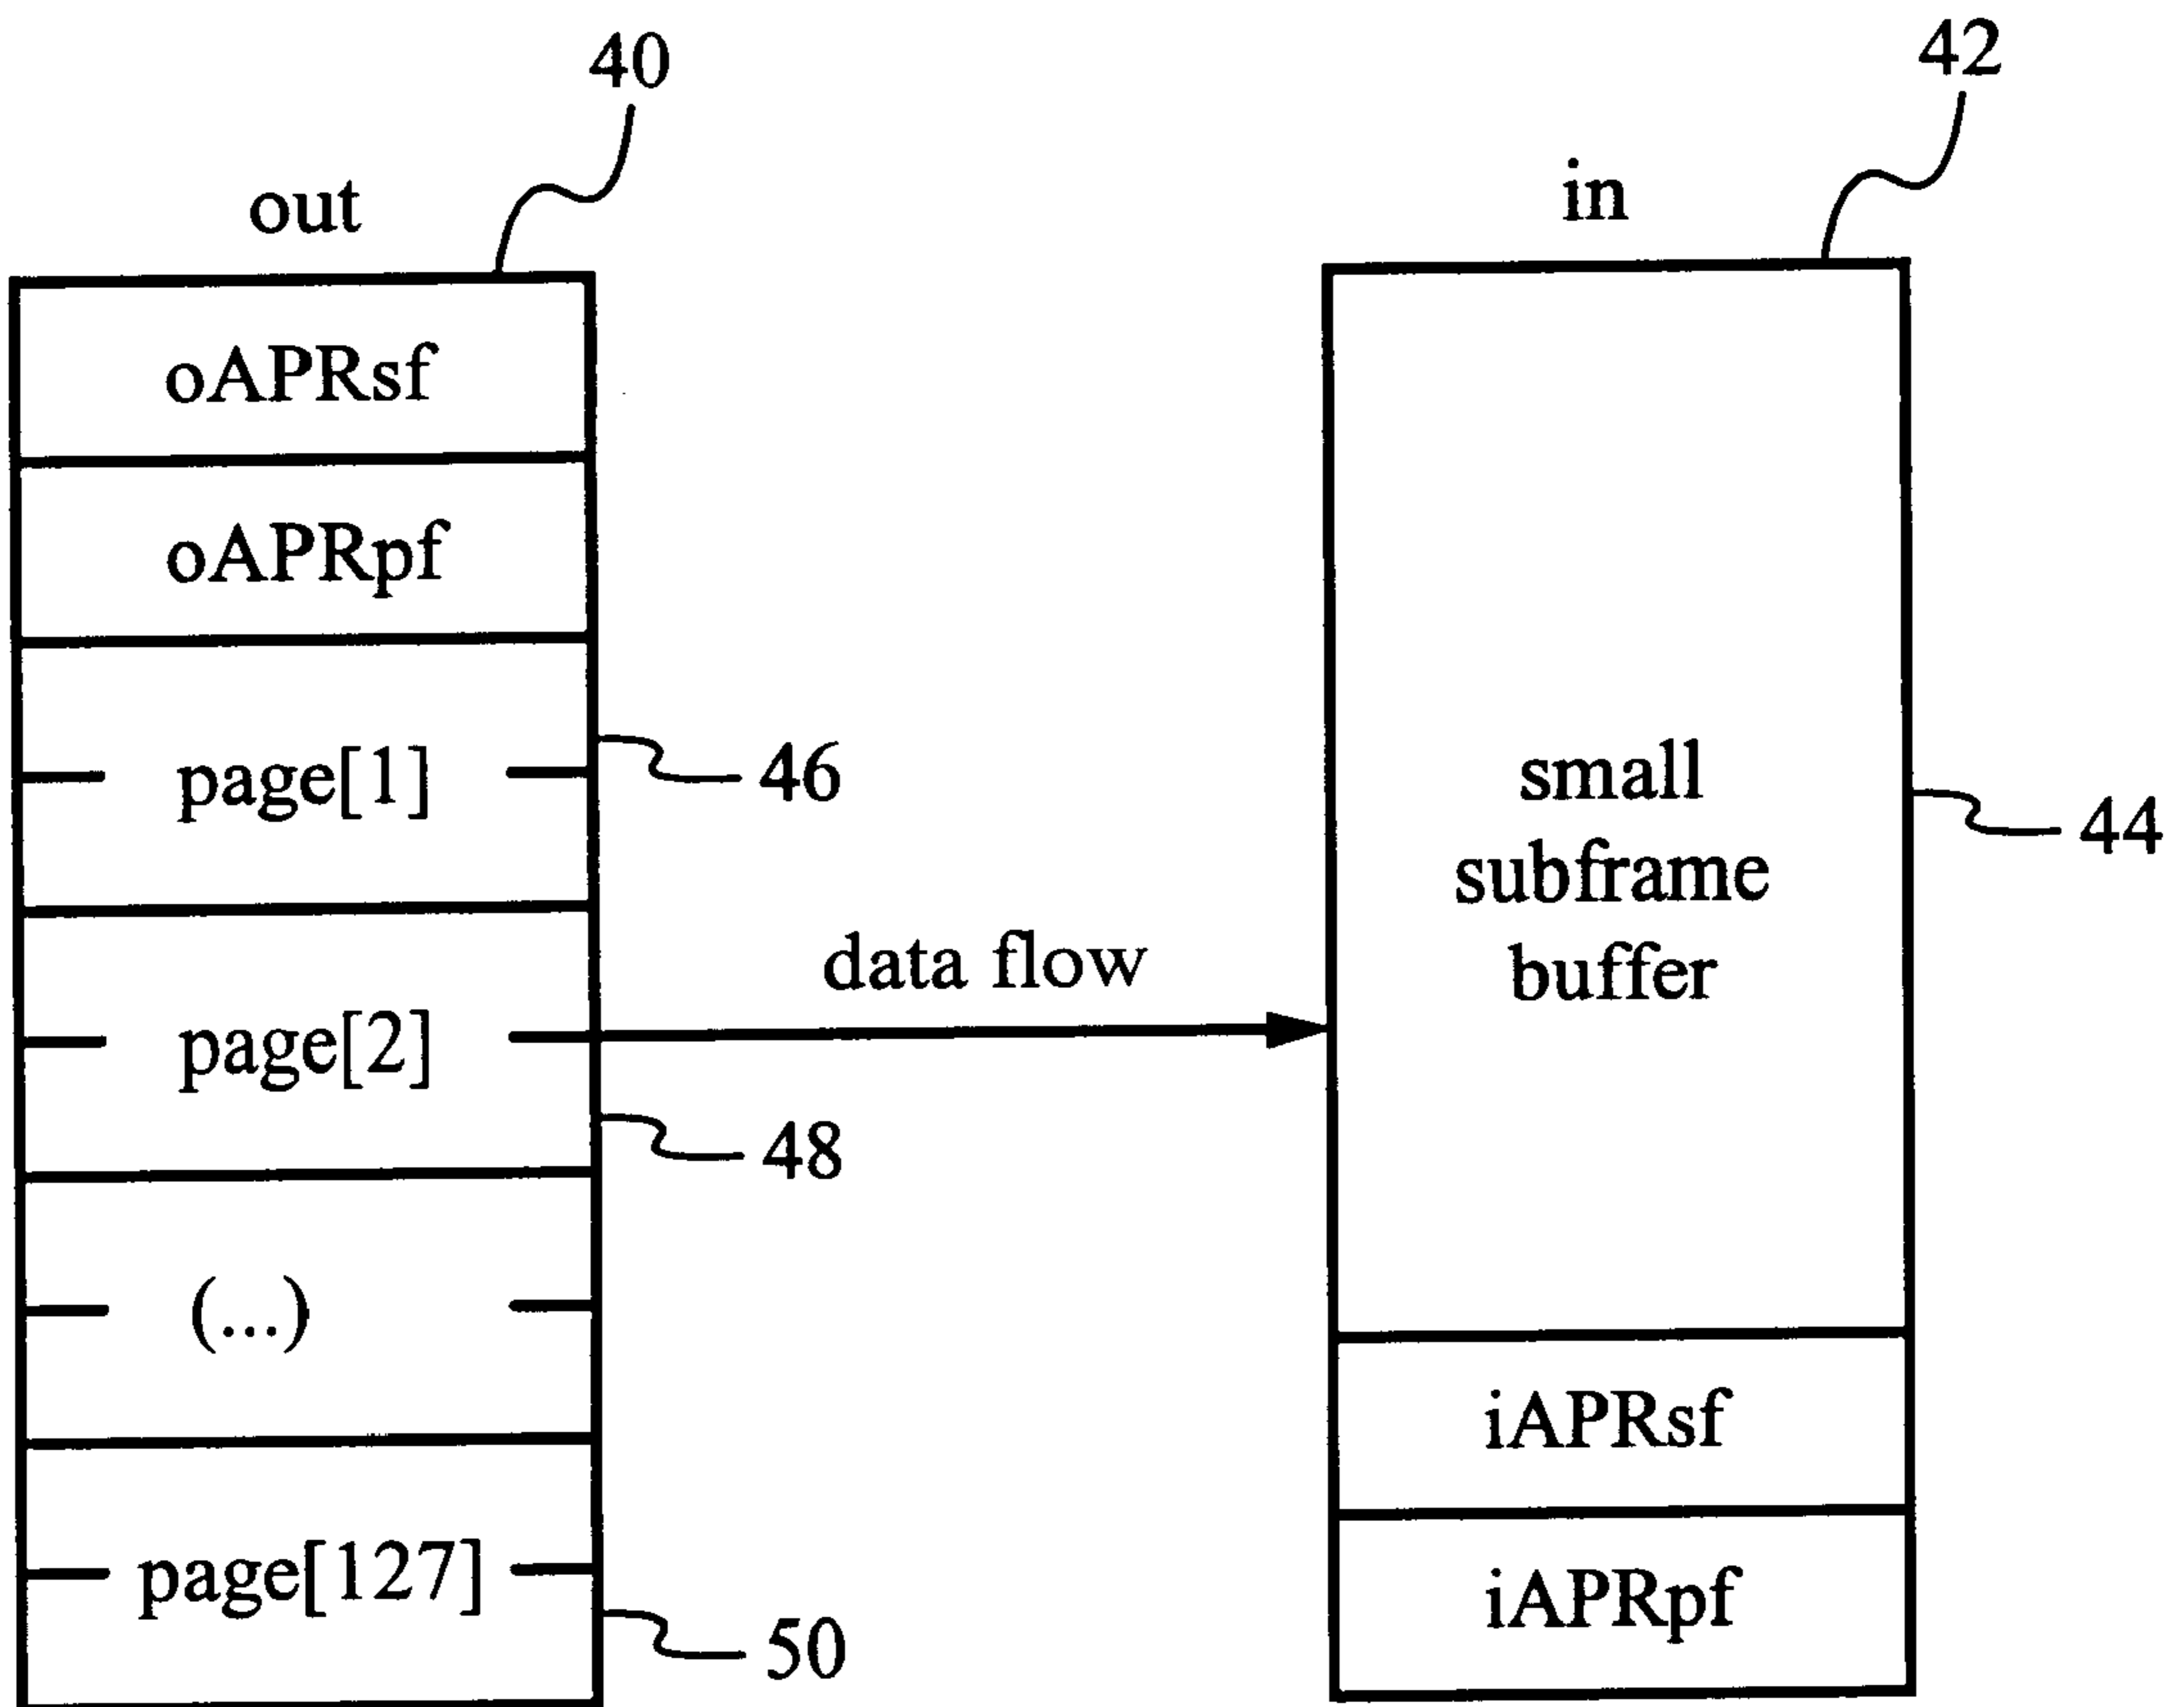 40
42
out
in
oAPRsf
oAPRpf
page[1]
46
small
subframe
buffer
44
data flow
page[2]
48
(...)
iAPRsf
page[127]
iAPRpf
50